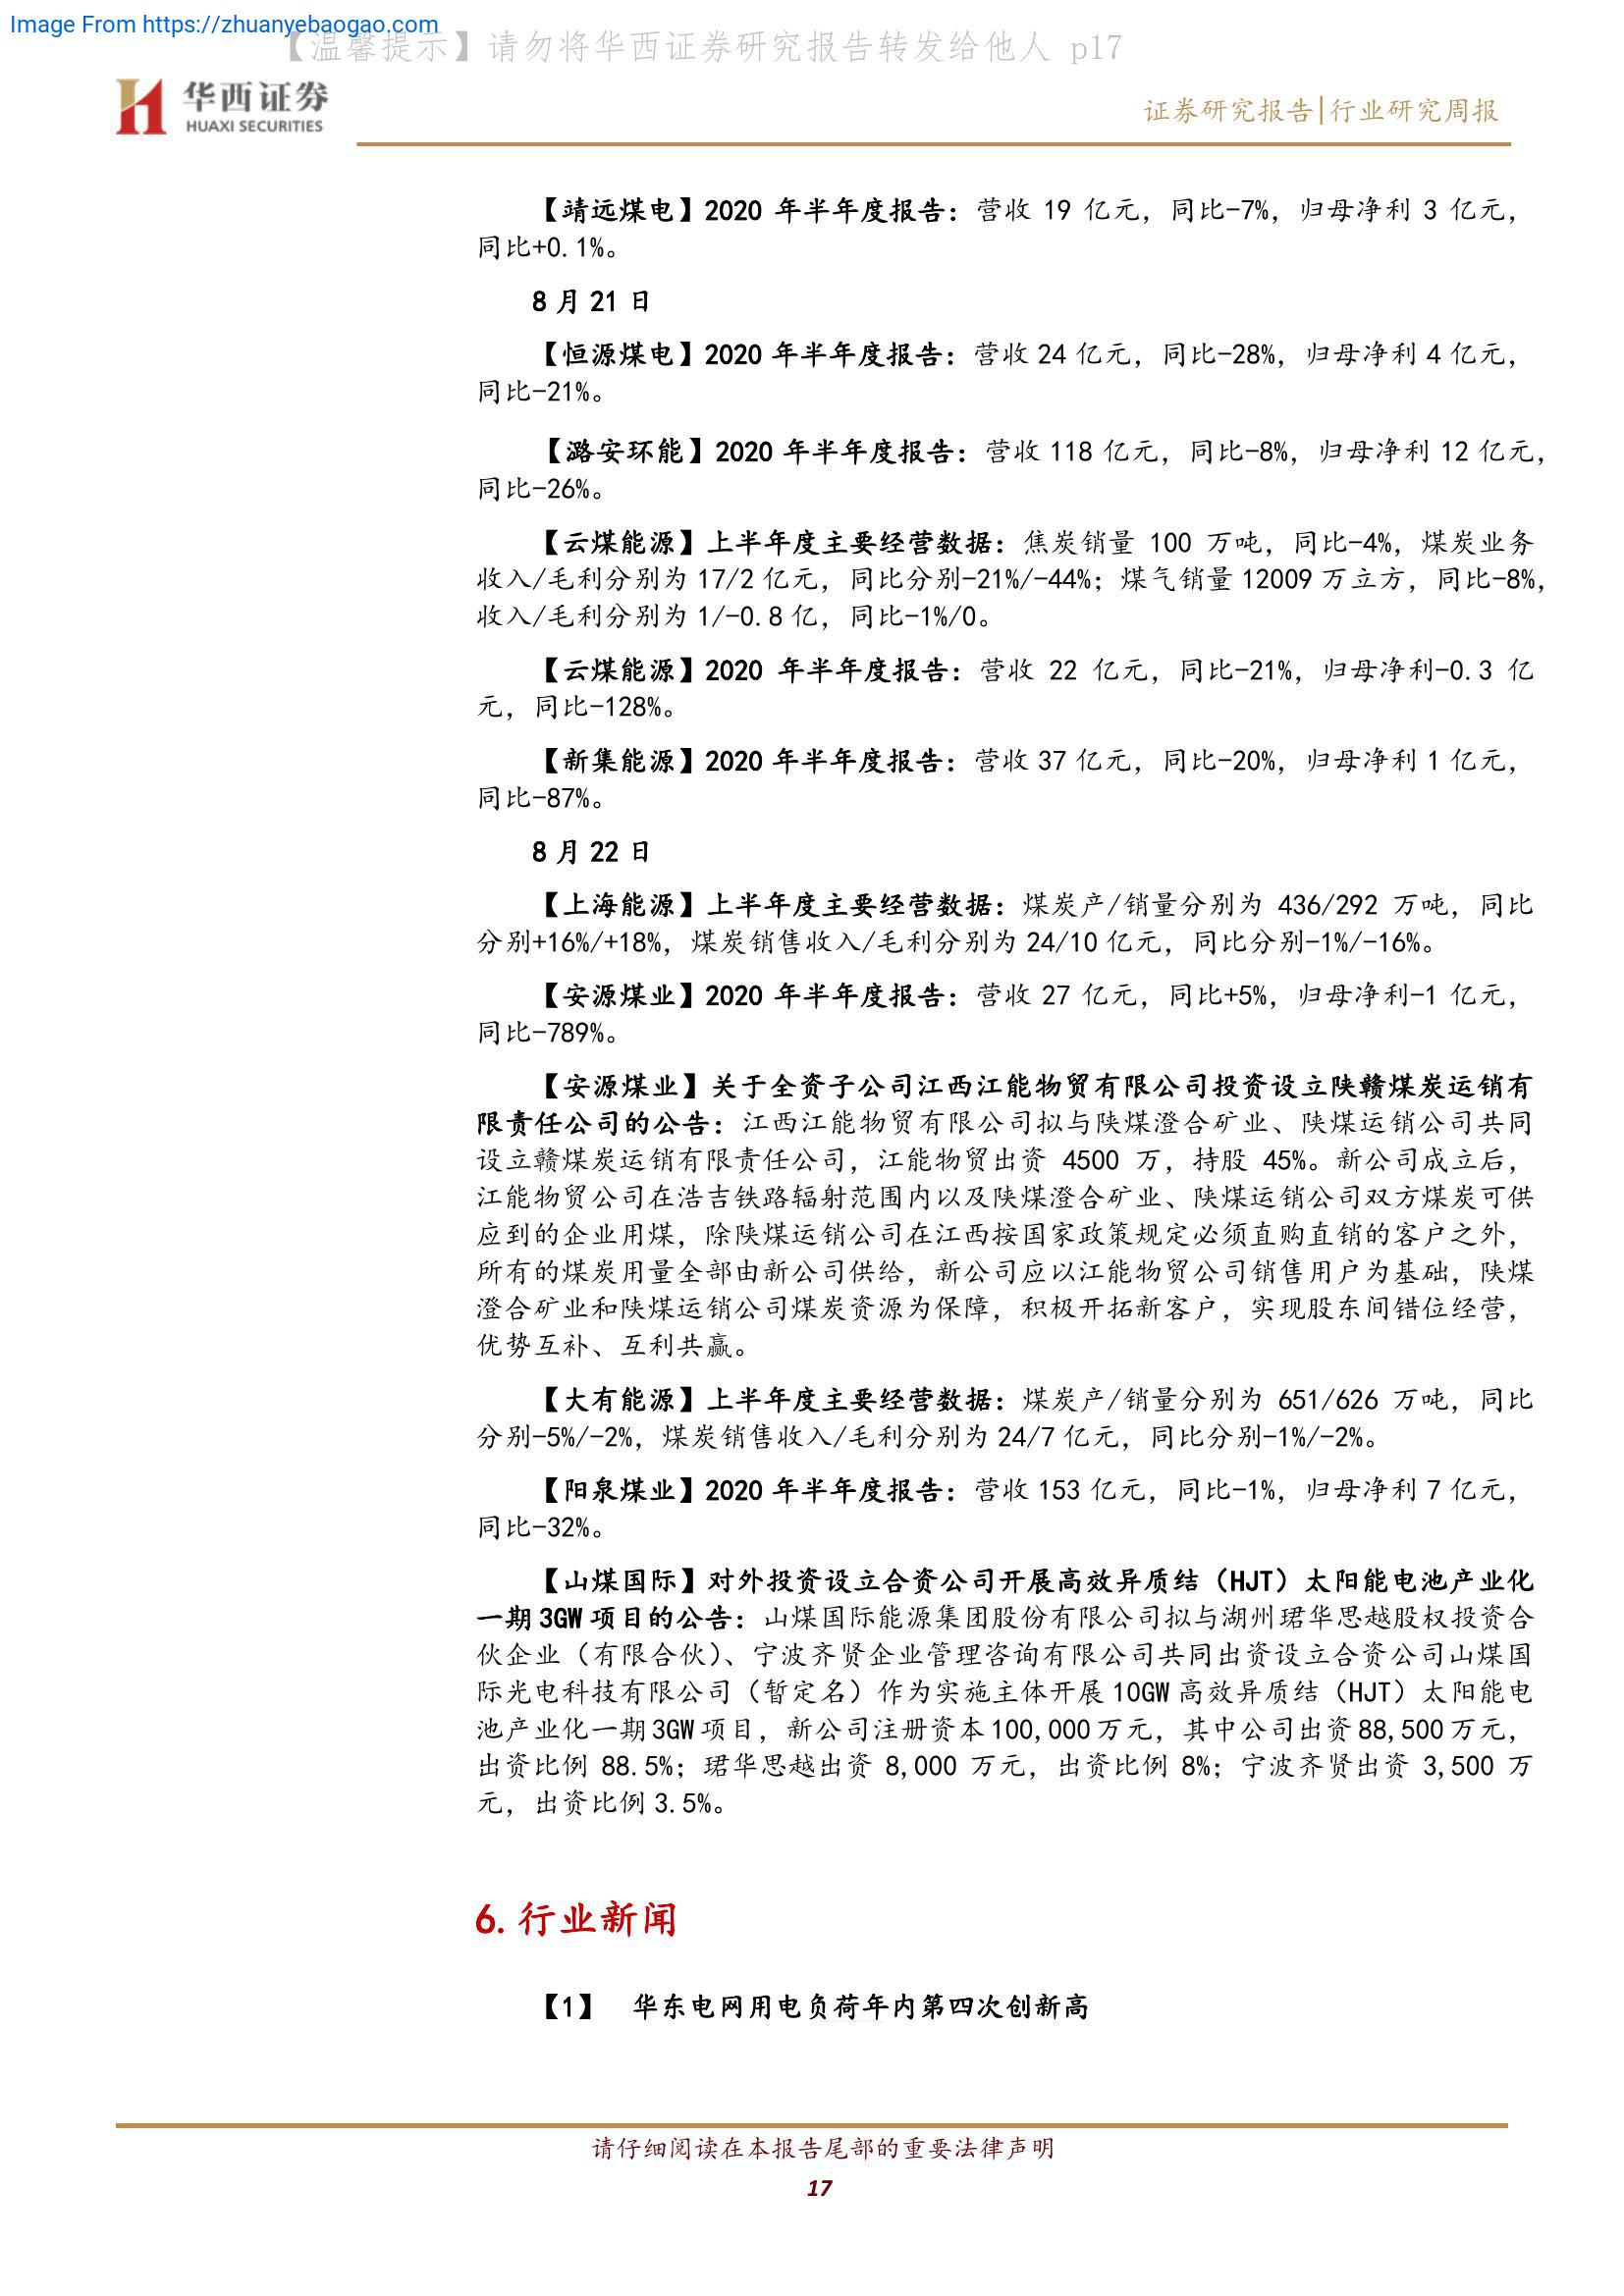 Image From https://zhuanyebaogao.com
【温馨提示】请勿将华西证券研究报告转发给他人 p17
华西证券
HUAXI SECURITIES
证券研究报告|行业研究周报
【靖远煤电】2020 年半年度报告：营收 19 亿元，同比-7%，归母净利 3 亿元，
同比+0.1%。
8 月 21 日
【恒源煤电】2020 年半年度报告：营收 24 亿元，同比-28%，归母净利 4 亿元，
同比-21%。
【潞安环能】2020 年半年度报告：营收 118 亿元，同比-8%，归母净利 12 亿元，
同比-26%。
【云煤能源】上半年度主要经营数据：焦炭销量 100 万吨，同比-4%，煤炭业务
收入/毛利分别为 17/2 亿元，同比分别-21%/-44%；煤气销量 12009 万立方，同比-8%，
收入/毛利分别为 1/-0.8 亿，同比-1%/0。
【云煤能源】2020 年半年度报告：营收 22 亿元，同比-21%，归母净利-0.3 亿
元，同比-128%。
【新集能源】2020 年半年度报告：营收 37 亿元，同比-20%，归母净利 1 亿元，
同比-87%。
8 月 22 日
【上海能源】上半年度主要经营数据：煤炭产/销量分别为 436/292 万吨，同比
分别+16%/+18%，煤炭销售收入/毛利分别为 24/10 亿元，同比分别-1%/-16%。
【安源煤业】2020 年半年度报告：营收 27 亿元，同比+5%，归母净利-1 亿元，
同比-789%。
【安源煤业】关于全资子公司江西江能物贸有限公司投资设立陕赣煤炭运销有
限责任公司的公告：江西江能物贸有限公司拟与陕煤澄合矿业、陕煤运销公司共同
设立赣煤炭运销有限责任公司，江能物贸出资 4500 万，持股 45%。新公司成立后，
江能物贸公司在浩吉铁路辐射范围内以及陕煤澄合矿业、陕煤运销公司双方煤炭可供
应到的企业用煤，除陕煤运销公司在江西按国家政策规定必须直购直销的客户之外，
所有的煤炭用量全部由新公司供给，新公司应以江能物贸公司销售用户为基础，陕煤
澄合矿业和陕煤运销公司煤炭资源为保障，积极开拓新客户，实现股东间错位经营，
优势互补、互利共赢。
【大有能源】上半年度主要经营数据：煤炭产/销量分别为 651/626 万吨，同比
分别-5%/-2%，煤炭销售收入/毛利分别为 24/7 亿元，同比分别-1%/-2%。
【阳泉煤业】2020 年半年度报告：营收 153 亿元，同比-1%，归母净利 7 亿元，
同比-32%。
【山煤国际】对外投资设立合资公司开展高效异质结（HJT）太阳能电池产业化
一期 3GW 项目的公告：山煤国际能源集团股份有限公司拟与湖州珺华思越股权投资合
伙企业（有限合伙）、宁波齐贤企业管理咨询有限公司共同出资设立合资公司山煤国
际光电科技有限公司（暂定名）作为实施主体开展 10GW 高效异质结（HJT）太阳能电
池产业化一期 3GW 项目，新公司注册资本 100,000 万元，其中公司出资 88,500 万元，
出资比例 88.5%；珺华思越出资 8,000 万元，出资比例 8%；宁波齐贤出资 3,500 万
元，出资比例 3.5%。
6. 行业新闻
【1】 华东电网用电负荷年内第四次创新高
请仔细阅读在本报告尾部的重要法律声明
17